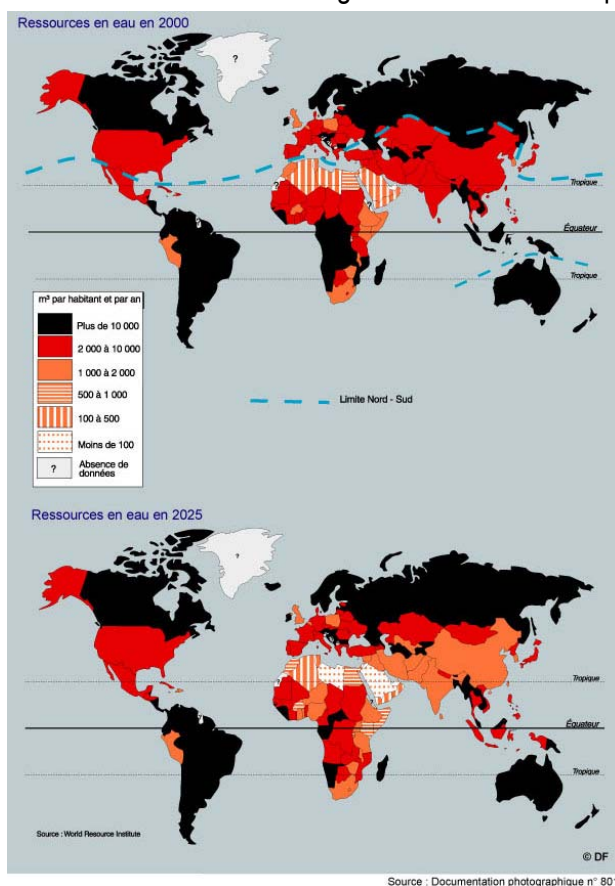 Ressources en eau en 2000
?
?
?
?
Tropique
Équateur
Tropique
m³ par habitant et par an
Plus de 10 000
2 000 à 10 000
1 000 à 2 000
500 à 1 000
100 à 500
Moins de 100
?
Absence de
données
Limite Nord - Sud
Ressources en eau en 2025
?
?
?
?
Tropique
Équateur
Tropique
Source : World Resource Institute
© DF
Source : Documentation photographique n° 80